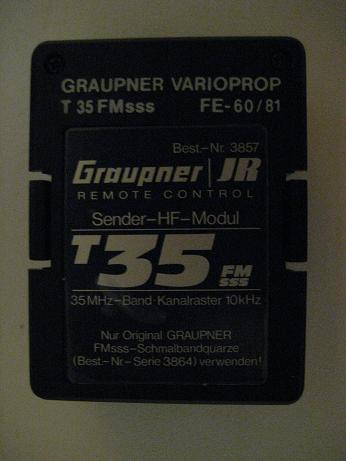 GRAUPNER VARIOPROP
T 35 FMsss FE-60/81
Best.-Nr. 3857
Graupner JR
REMOTE CONTROL
Sender-HF-Modul
T35 FM sss
35MHz-Band·Kanalraster 10kHz
Nur Original GRAUPNER
FMsss-Schmalbandquarze
(Best.-Nr.-Serie 3864) verwenden!